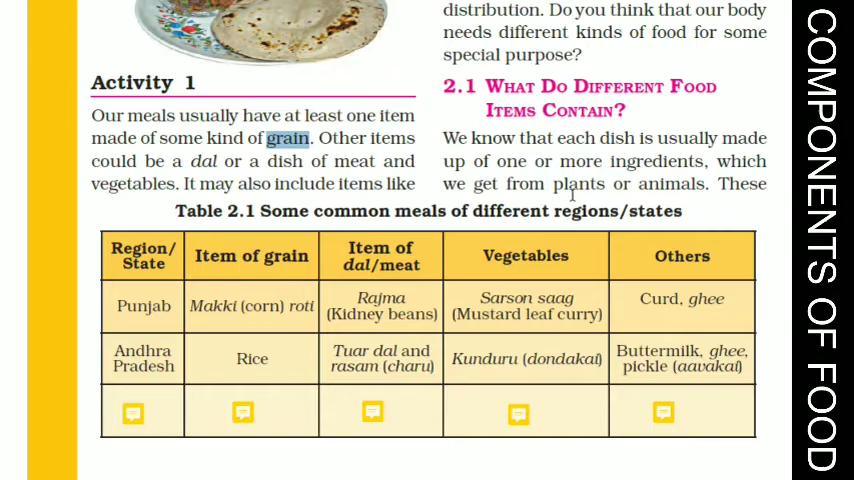 distribution. Do you think that our body
needs different kinds of food for some
special purpose?
Activity 1
Our meals usually have at least one item
made of some kind of grain. Other items
could be a dal or a dish of meat and
vegetables. It may also include items like
2.1 What Do Different Food
Items Contain?
We know that each dish is usually made
up of one or more ingredients, which
we get from plants or animals. These
Table 2.1 Some common meals of different regions/states
Region/
State
Item of grain
Item of
dal/meat
Vegetables
Others
Punjab
Makki (corn) roti
Rajma
(Kidney beans)
Sarson saag
(Mustard leaf curry)
Curd, ghee
Andhra
Pradesh
Rice
Tuar dal and
rasam (charu)
Kunduru (dondakai)
Buttermilk, ghee,
pickle (aavakai)
COMPONENTS OF FOOD